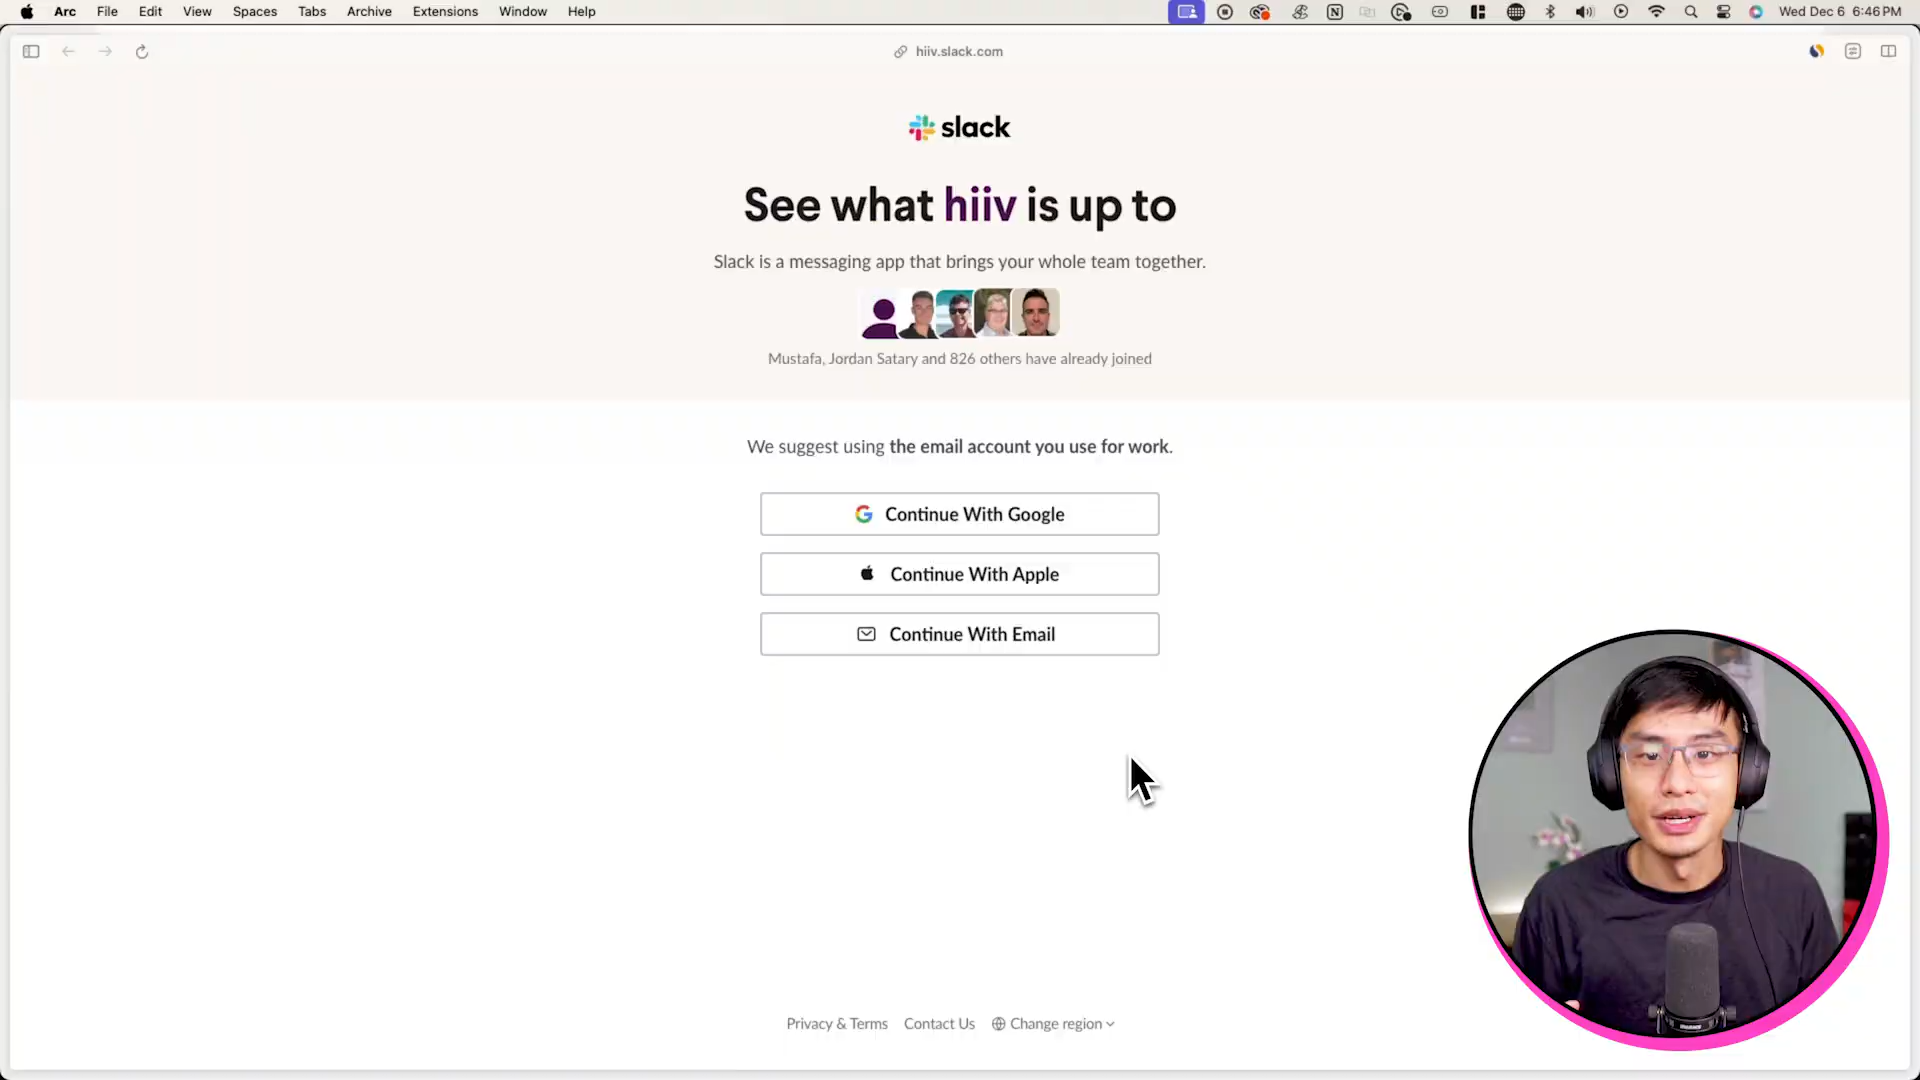 Arc File Edit View Spaces Tabs Archive Extensions Window Help Wed Dec 6 6:46 PM
hiiv.slack.com
slack
See what hiiv is up to
Slack is a messaging app that brings your whole team together.
Mustafa, Jordan Satary and 826 others have already joined
We suggest using the email account you use for work.
Continue With Google
Continue With Apple
Continue With Email
Privacy & Terms Contact Us Change region